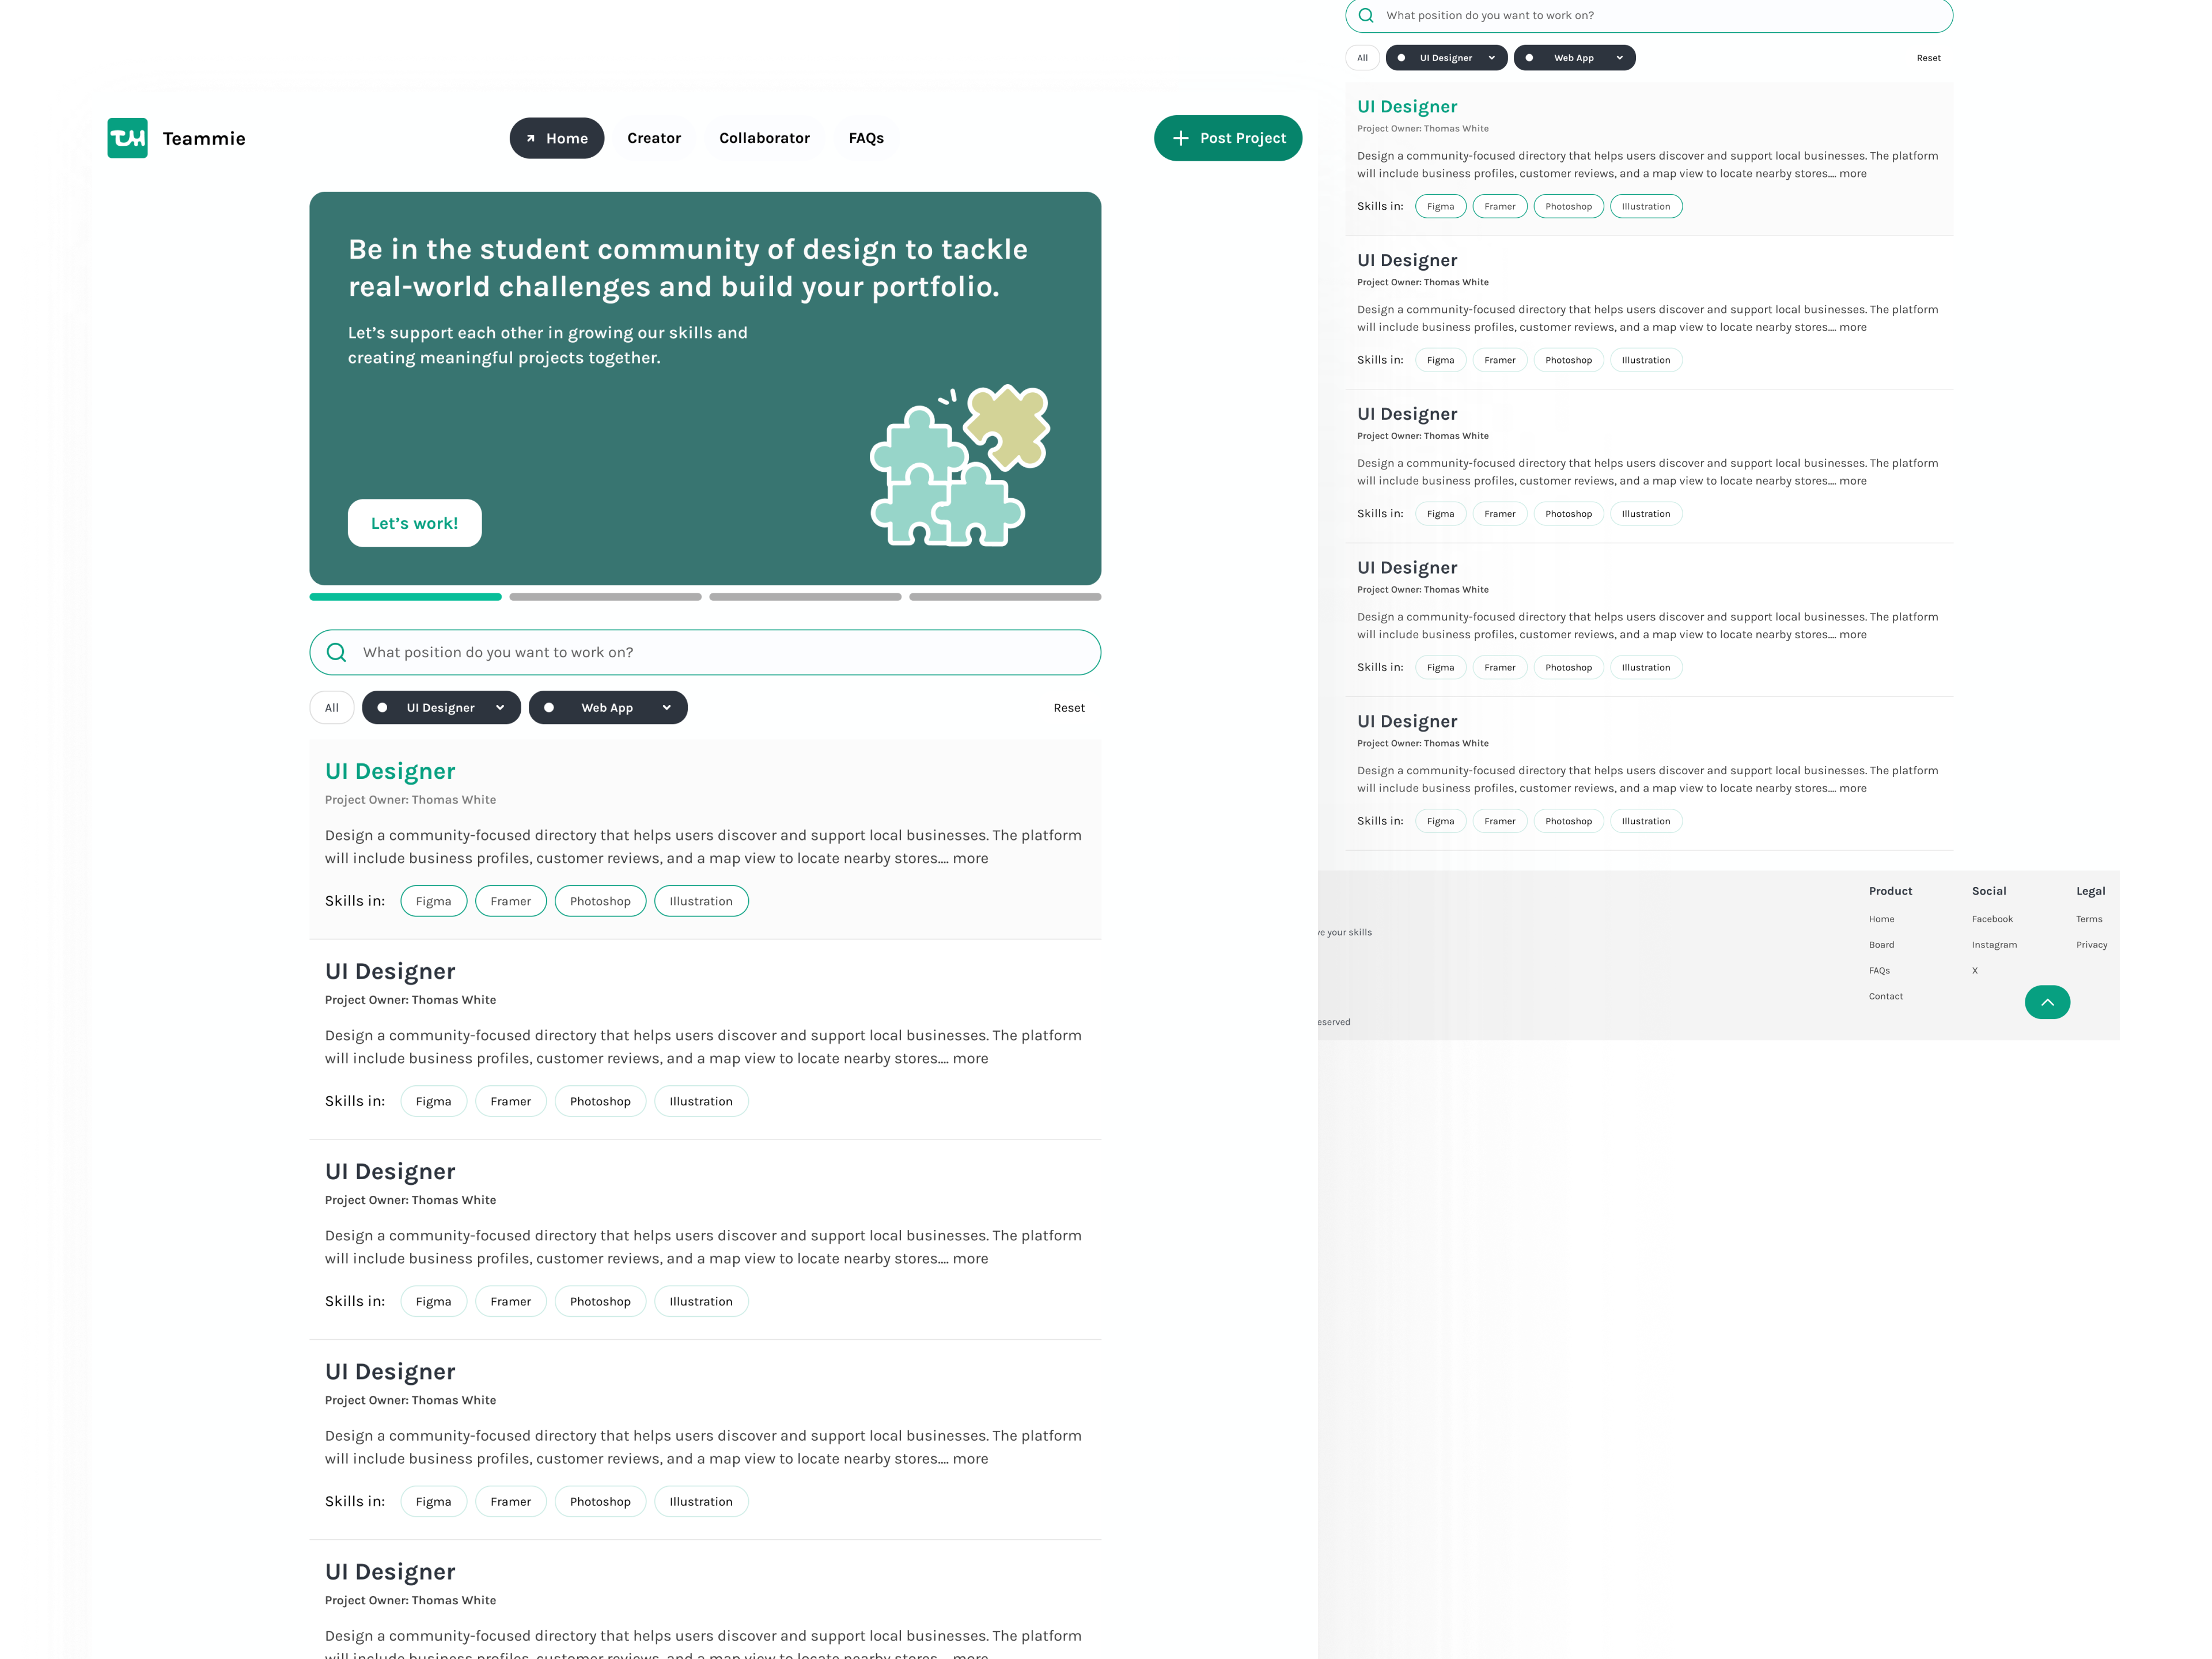 Teammie
Home
Creator
Collaborator
FAQs
Post Project
Be in the student community of design to tackle
real-world challenges and build your portfolio.
Let’s support each other in growing our skills and
creating meaningful projects together.
Let’s work!
What position do you want to work on?
All
UI Designer
Web App
Reset
UI Designer
Project Owner: Thomas White
Design a community-focused directory that helps users discover and support local businesses. The platform
will include business profiles, customer reviews, and a map view to locate nearby stores.... more
Skills in: Figma Framer Photoshop Illustration
UI Designer
Project Owner: Thomas White
Design a community-focused directory that helps users discover and support local businesses. The platform
will include business profiles, customer reviews, and a map view to locate nearby stores.... more
Skills in: Figma Framer Photoshop Illustration
UI Designer
Project Owner: Thomas White
Design a community-focused directory that helps users discover and support local businesses. The platform
will include business profiles, customer reviews, and a map view to locate nearby stores.... more
Skills in: Figma Framer Photoshop Illustration
UI Designer
Project Owner: Thomas White
Design a community-focused directory that helps users discover and support local businesses. The platform
will include business profiles, customer reviews, and a map view to locate nearby stores.... more
Skills in: Figma Framer Photoshop Illustration
UI Designer
Project Owner: Thomas White
Design a community-focused directory that helps users discover and support local businesses. The platform
will include business profiles, customer reviews, and a map view to locate nearby stores.... more
What position do you want to work on?
All
UI Designer
Web App
Reset
UI Designer
Project Owner: Thomas White
Design a community-focused directory that helps users discover and support local businesses. The platform
will include business profiles, customer reviews, and a map view to locate nearby stores.... more
Skills in: Figma Framer Photoshop Illustration
UI Designer
Project Owner: Thomas White
Design a community-focused directory that helps users discover and support local businesses. The platform
will include business profiles, customer reviews, and a map view to locate nearby stores.... more
Skills in: Figma Framer Photoshop Illustration
UI Designer
Project Owner: Thomas White
Design a community-focused directory that helps users discover and support local businesses. The platform
will include business profiles, customer reviews, and a map view to locate nearby stores.... more
Skills in: Figma Framer Photoshop Illustration
UI Designer
Project Owner: Thomas White
Design a community-focused directory that helps users discover and support local businesses. The platform
will include business profiles, customer reviews, and a map view to locate nearby stores.... more
Skills in: Figma Framer Photoshop Illustration
UI Designer
Project Owner: Thomas White
Design a community-focused directory that helps users discover and support local businesses. The platform
will include business profiles, customer reviews, and a map view to locate nearby stores.... more
Skills in: Figma Framer Photoshop Illustration
your skills
eserved
Product
Home
Board
FAQs
Contact
Social
Facebook
Instagram
X
Legal
Terms
Privacy